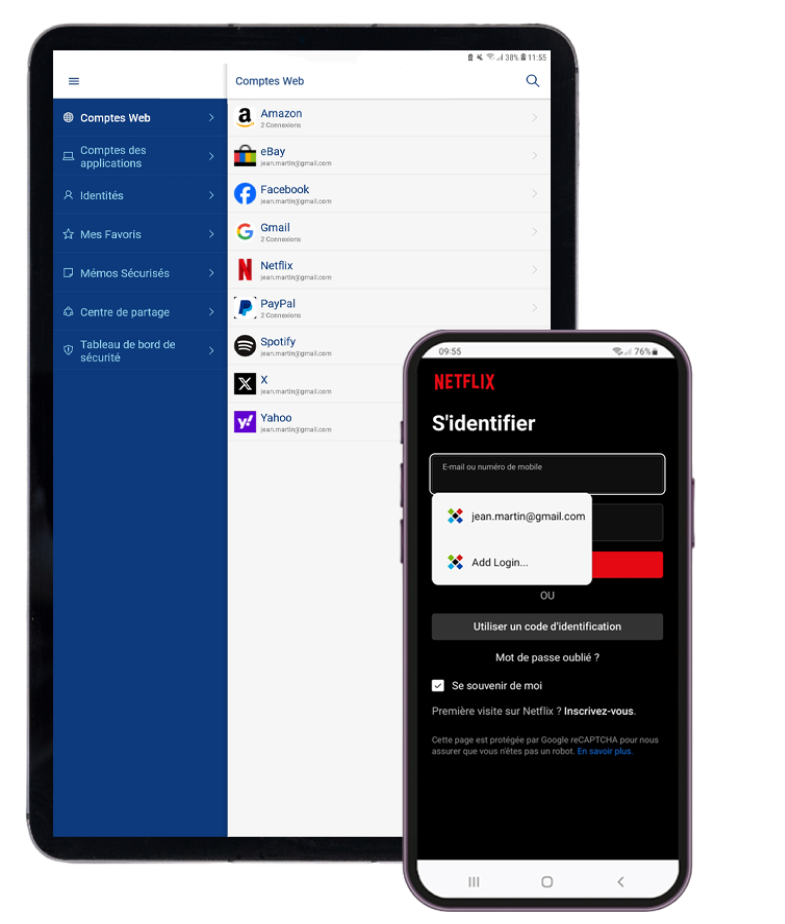 38% 11:55
Comptes Web
Comptes Web
Comptes des
applications
Identités
Mes Favoris
Mémos Sécurisés
Centre de partage
Tableau de bord de
sécurité
a Amazon
2 Connexions
eBay
jean.martin@gmail.com
Facebook
jean.martin@gmail.com
Gmail
2 Connexions
Netflix
jean.martin@gmail.com
PayPal
2 Connexions
Spotify
jean.martin@gmail.com
X
jean.martin@gmail.com
y! Yahoo
jean.martin@gmail.com
09:55 76%
NETFLIX
S'identifier
E-mail ou numéro de mobile
jean.martin@gmail.com
Add Login...
OU
Utiliser un code d'identification
Mot de passe oublié ?
Se souvenir de moi
Première visite sur Netflix ? Inscrivez-vous.
Cette page est protégée par Google reCAPTCHA pour nous
assurer que vous n'êtes pas un robot. En savoir plus.